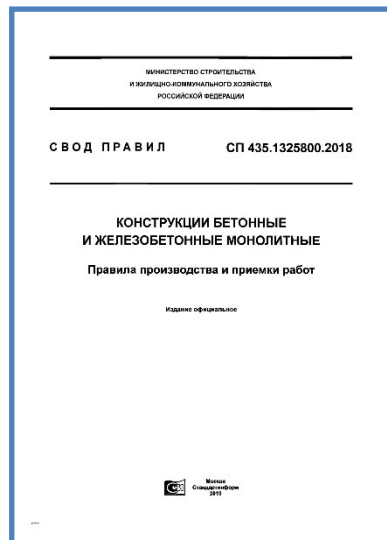 МИНИСТЕРСТВО СТРОИТЕЛЬСТВА
И ЖИЛИЩНО-КОММУНАЛЬНОГО ХОЗЯЙСТВА
РОССИЙСКОЙ ФЕДЕРАЦИИ
СВОД ПРАВИЛ
СП 435.1325800.2018
КОНСТРУКЦИИ БЕТОННЫЕ
И ЖЕЛЕЗОБЕТОННЫЕ МОНОЛИТНЫЕ
Правила производства и приемки работ
Издание официальное
Москва
Стандартинформ
2019